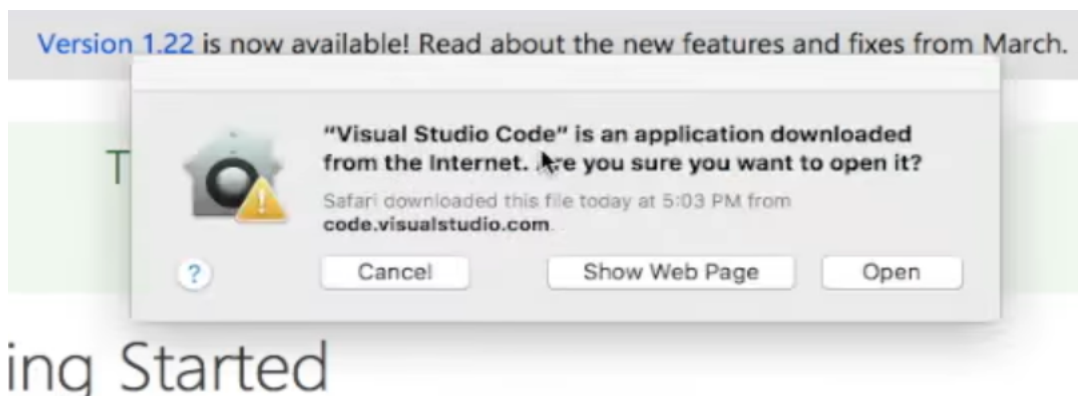 Version 1.22 is now available! Read about the new features and fixes from March.
T
"Visual Studio Code" is an application downloaded
from the Internet. Are you sure you want to open it?
Safari downloaded this file today at 5:03 PM from
code.visualstudio.com.
?
Cancel Show Web Page Open
ing Started